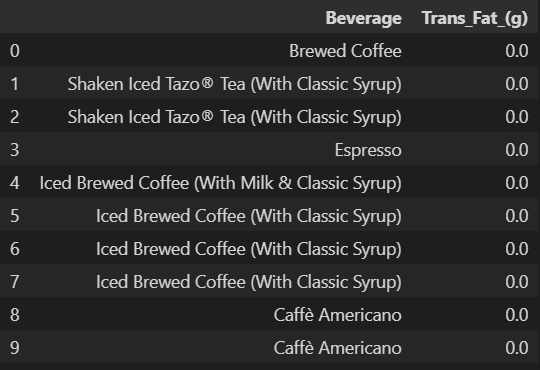 Beverage Trans_Fat_(g)
0 Brewed Coffee 0.0
1 Shaken Iced Tazo® Tea (With Classic Syrup) 0.0
2 Shaken Iced Tazo® Tea (With Classic Syrup) 0.0
3 Espresso 0.0
4 Iced Brewed Coffee (With Milk & Classic Syrup) 0.0
5 Iced Brewed Coffee (With Classic Syrup) 0.0
6 Iced Brewed Coffee (With Classic Syrup) 0.0
7 Iced Brewed Coffee (With Classic Syrup) 0.0
8 Caffè Americano 0.0
9 Caffè Americano 0.0